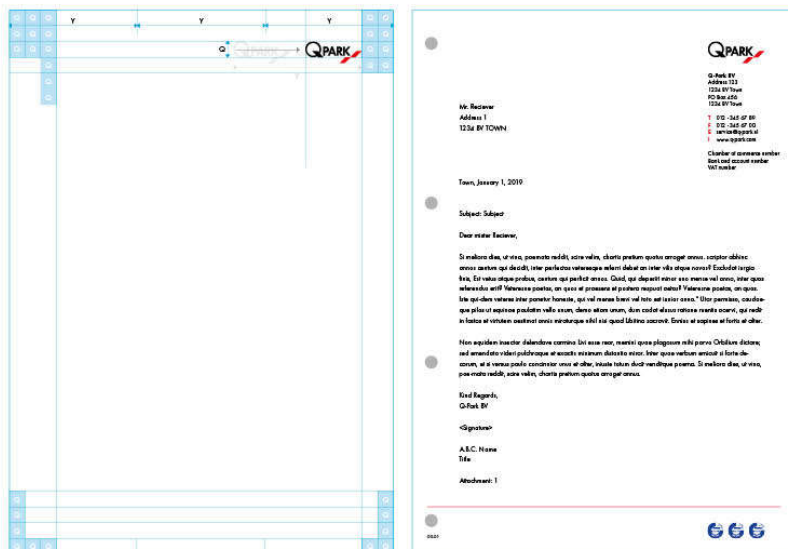 Q Q Q
Y
Y
Q Q Q
Q Q Q
Q Q Q
Q
QPARK
QPARK
Q Q Q
Q
Q
Y
Q
Q
Q
Q
Q
Q
QPARK
Q-Park BV
Address 123
1234 BV Town
PO Box 456
1234 BV Town
T 012 - 345 67 89
F 012 - 345 67 00
E service@q-park.nl
I www.q-park.com
Chamber of commerce number
Bank and account number
VAT number
Mr. Reciever
Address 1
1234 BV TOWN
Town, January 1, 2019
Subject: Subject
Dear mister Reciever,
Si meliora dies, ut vina, poemata reddit, scire velim, chartis pretium quotus arroget annus. scriptor abhinc
annos centum qui decidit, inter perfectos veteresque referri debet an inter vilis atque novos? Excludat iurgia
finis, Est vetus atque probus, centum qui perficit annos. Quid, qui deperiit minor uno mense vel anno, inter quos
referendus erit? Veteresne poetas, an quos et praesens et postera respuat aetas? Veteresne poetas, an quos.
Iste qui-dem veteres inter ponetur honeste, qui vel mense brevi vel toto est iunior anno." Utor permisso, caudae-
que pilos ut equinae paulatim vello unum, demo etiam unum, dum cadat elusus ratione ruentis acervi, qui redit
in fastos et virtutem aestimat annis miraturque nihil nisi quod Libitina sacravit. Ennius et sapines et fortis et alter.
Non equidem insector delendave carmina Livi esse reor, memini quae plagosum mihi parvo Orbilium dictare;
sed emendata videri pulchraque et exactis minimum distantia miror. Inter quae verbum emicuit si forte de-
corum, et si versus paulo concinnior unus et alter, iniuste totum ducit venditque poema. Si meliora dies, ut vina,
poe-mata reddit, scire velim, chartis pretium quotus arroget annus.
Kind Regards,
Q-Park BV
<Signature>
A.B.C. Name
Title
Attachment: 1